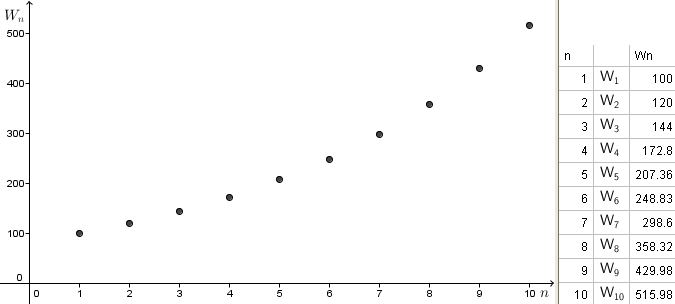 Wn
500
400
300
200
100
0
0 1 2 3 4 5 6 7 8 9 10 n
n Wn
1 W1 100
2 W2 120
3 W3 144
4 W4 172.8
5 W5 207.36
6 W6 248.83
7 W7 298.6
8 W8 358.32
9 W9 429.98
10 W10 515.98